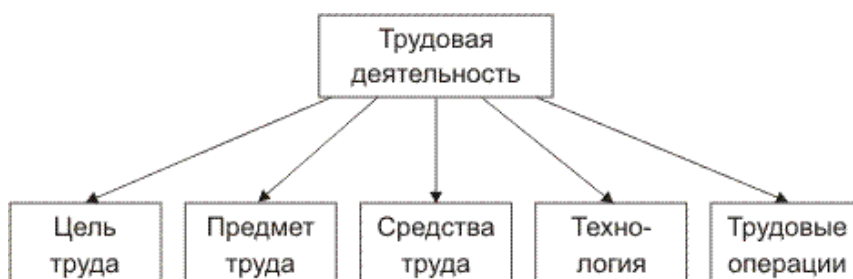 Трудовая
деятельность
Цель
труда
Предмет
труда
Средства
труда
Техно-
логия
Трудовые
операции